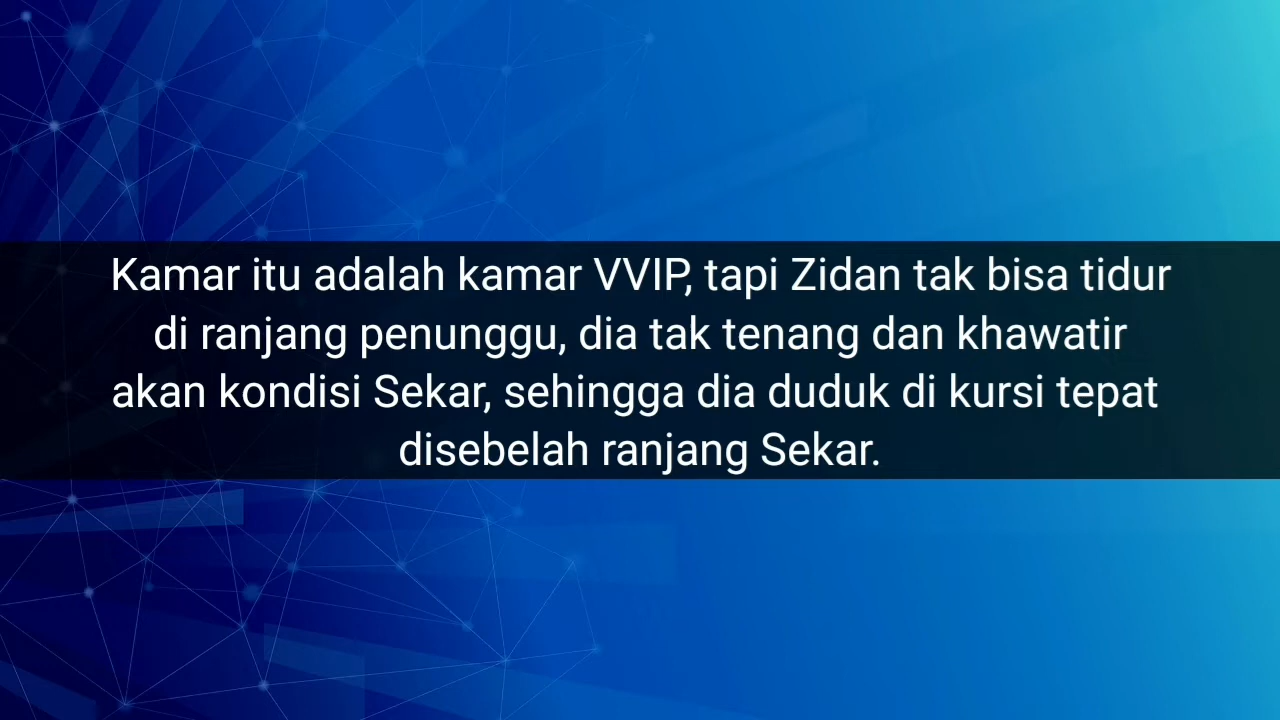 Kamar itu adalah kamar VVIP, tapi Zidan tak bisa tidur
di ranjang penunggu, dia tak tenang dan khawatir
akan kondisi Sekar, sehingga dia duduk di kursi tepat
disebelah ranjang Sekar.